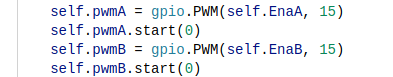 self.pwmA = gpio.PWM(self.EnaA, 15)
self.pwmA.start(0)
self.pwmB = gpio.PWM(self.EnaB, 15)
self.pwmB.start(0)